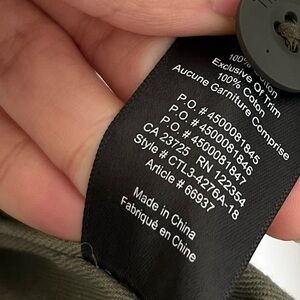 100% Cotton
Exclusive Of Trim
100% Coton
Aucune Garniture Comprise
P.O. # 4500081845
P.O. # 4500081846
P.O. # 4500081847
CA 23725 RN 122354
Style # CTL3-4276A-18
Article # 66937
Made in China
Fabriqué en Chine